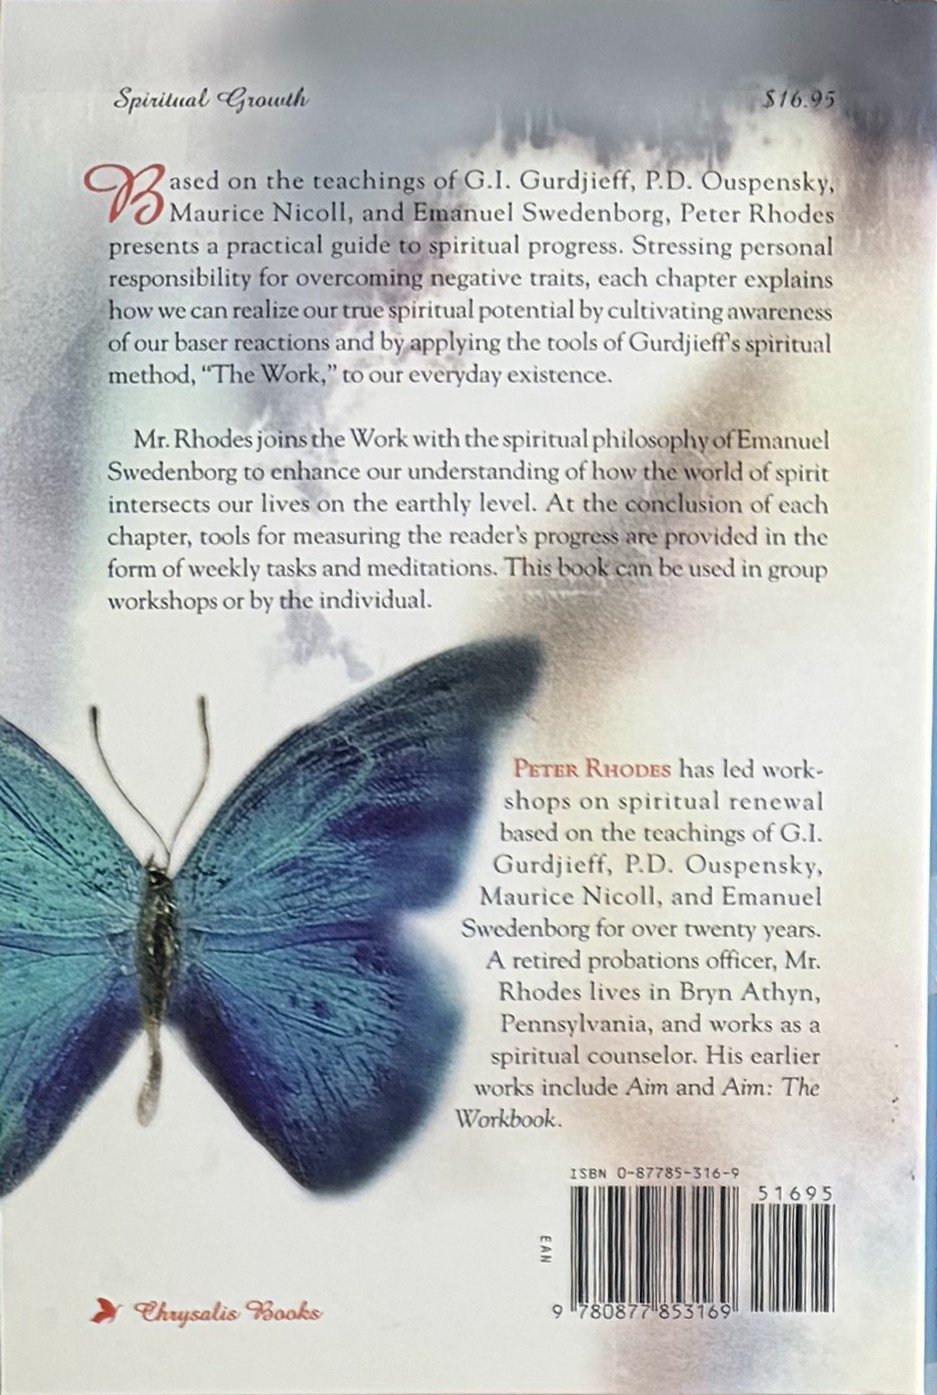 Spiritual Growth
$16.95
Based on the teachings of G.I. Gurdjieff, P.D. Ouspensky,
Maurice Nicoll, and Emanuel Swedenborg, Peter Rhodes
presents a practical guide to spiritual progress. Stressing personal
responsibility for overcoming negative traits, each chapter explains
how we can realize our true spiritual potential by cultivating awareness
of our baser reactions and by applying the tools of Gurdjieff's spiritual
method, “The Work,” to our everyday existence.
Mr. Rhodes joins the Work with the spiritual philosophy of Emanuel
Swedenborg to enhance our understanding of how the world of spirit
intersects our lives on the earthly level. At the conclusion of each
chapter, tools for measuring the reader's progress are provided in the
form of weekly tasks and meditations. This book can be used in group
workshops or by the individual.
PETER RHODES has led work-
shops on spiritual renewal
based on the teachings of G.I.
Gurdjieff, P.D. Ouspensky,
Maurice Nicoll, and Emanuel
Swedenborg for over twenty years.
A retired probations officer, Mr.
Rhodes lives in Bryn Athyn,
Pennsylvania, and works as a
spiritual counselor. His earlier
works include Aim and Aim: The
Workbook.
ISBN 0-87785-316-9
51695
EAN
9 780877 853169
Chrysalis Books